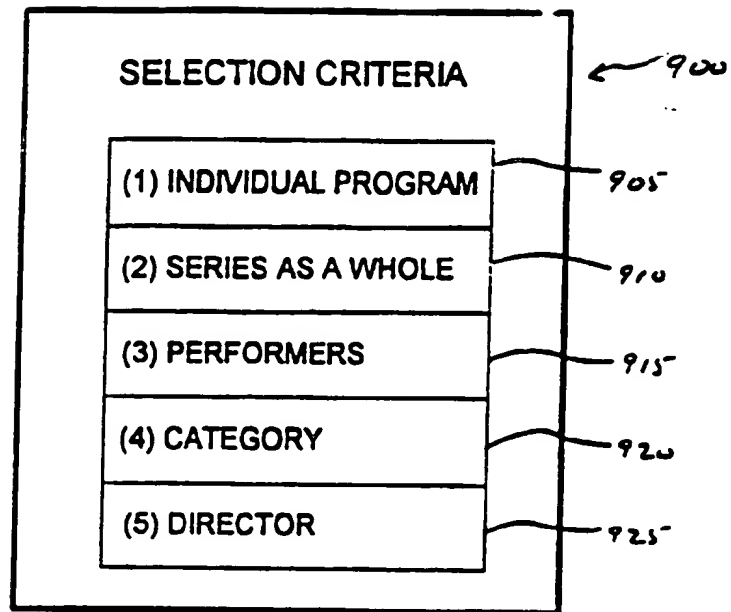 SELECTION CRITERIA
900
(1) INDIVIDUAL PROGRAM
905
(2) SERIES AS A WHOLE
910
(3) PERFORMERS
915
(4) CATEGORY
920
(5) DIRECTOR
925